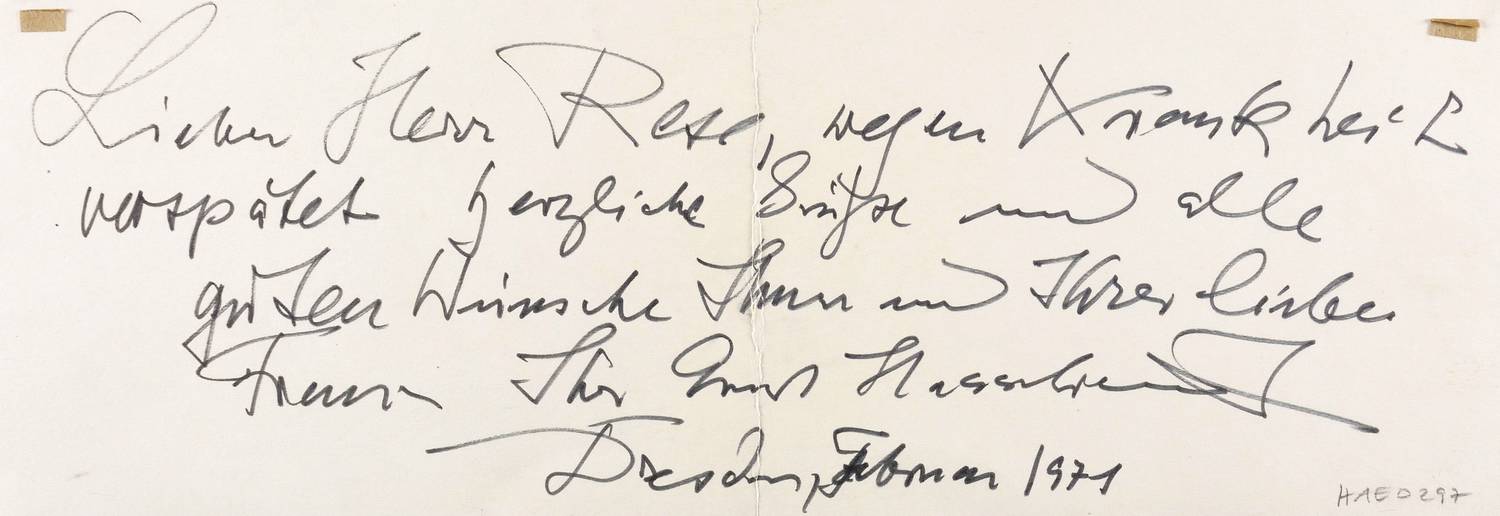 Lieber Herr Rese, wegen Krankheit
verspätet herzliche Grüße und alle
guten Wünsche Ihnen und Ihrer lieben
Frau Ihr Ernst Hassebrauk
Dresden, Februar 1971
HAE0297